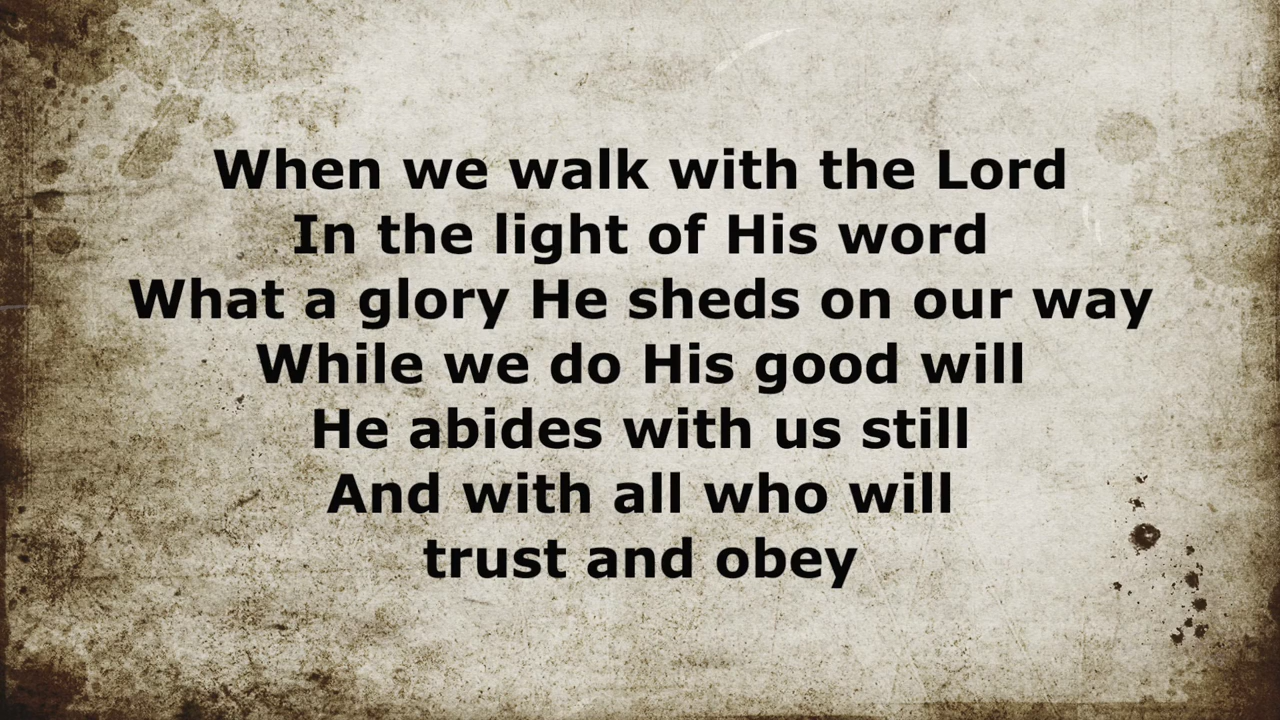 When we walk with the Lord
In the light of His word
What a glory He sheds on our way
While we do His good will
He abides with us still
And with all who will
trust and obey